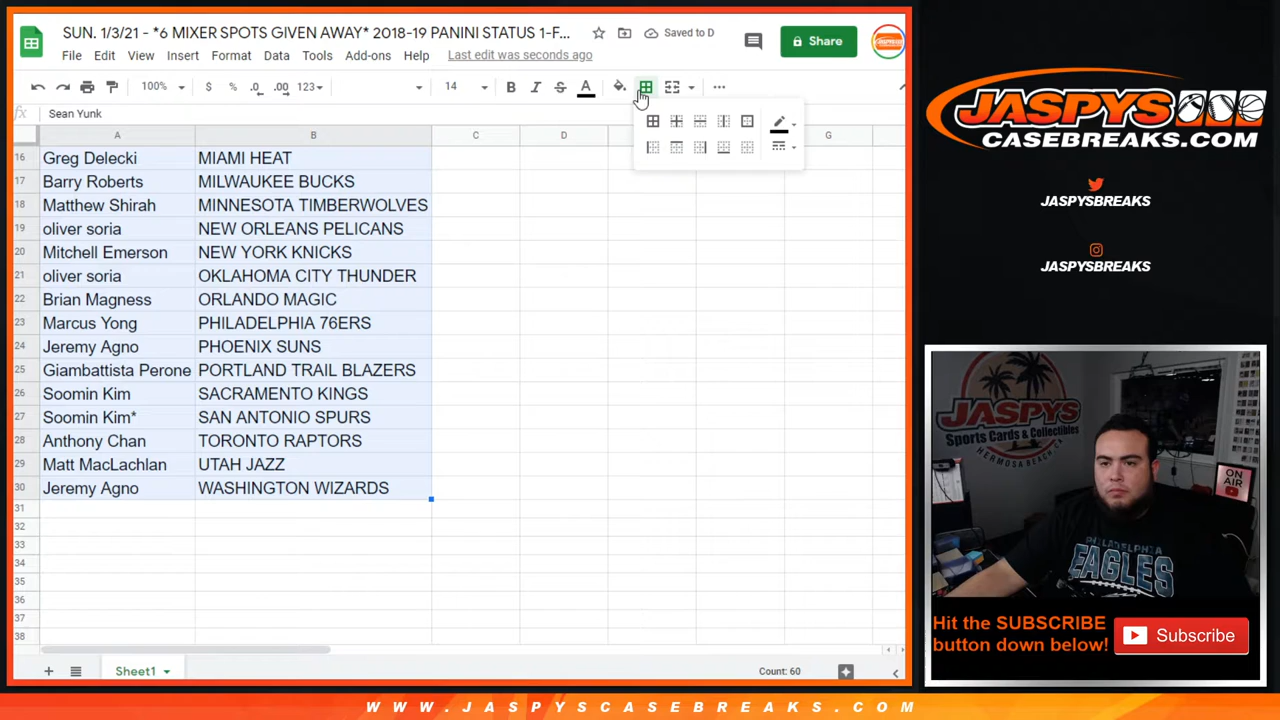 SUN. 1/3/21 - *6 MIXER SPOTS GIVEN AWAY* 2018-19 PANINI STATUS 1-F...
Saved to D
Share
File Edit View Insert Format Data Tools Add-ons Help Last edit was seconds ago
100% $ % .0 .00 123 14 B I S A
fx Sean Yunk
A B C D G
16 Greg Delecki MIAMI HEAT
17 Barry Roberts MILWAUKEE BUCKS
18 Matthew Shirah MINNESOTA TIMBERWOLVES
19 oliver soria NEW ORLEANS PELICANS
20 Mitchell Emerson NEW YORK KNICKS
21 oliver soria OKLAHOMA CITY THUNDER
22 Brian Magness ORLANDO MAGIC
23 Marcus Yong PHILADELPHIA 76ERS
24 Jeremy Agno PHOENIX SUNS
25 Giambattista Perone PORTLAND TRAIL BLAZERS
26 Soomin Kim SACRAMENTO KINGS
27 Soomin Kim* SAN ANTONIO SPURS
28 Anthony Chan TORONTO RAPTORS
29 Matt MacLachlan UTAH JAZZ
30 Jeremy Agno WASHINGTON WIZARDS
31
32
33
34
35
36
37
38
Sheet1
Count: 60
JASPYS
CASEBREAKS.COM
JASPYSBREAKS
JASPYSBREAKS
JASPYS
Sports Cards & Collectibles
HERMOSA BEACH, CA
ON AIR
PHILADELPHIA
EAGLES
Hit the SUBSCRIBE
button down below!
Subscribe
WWW.JASPYSCASEBREAKS.COM